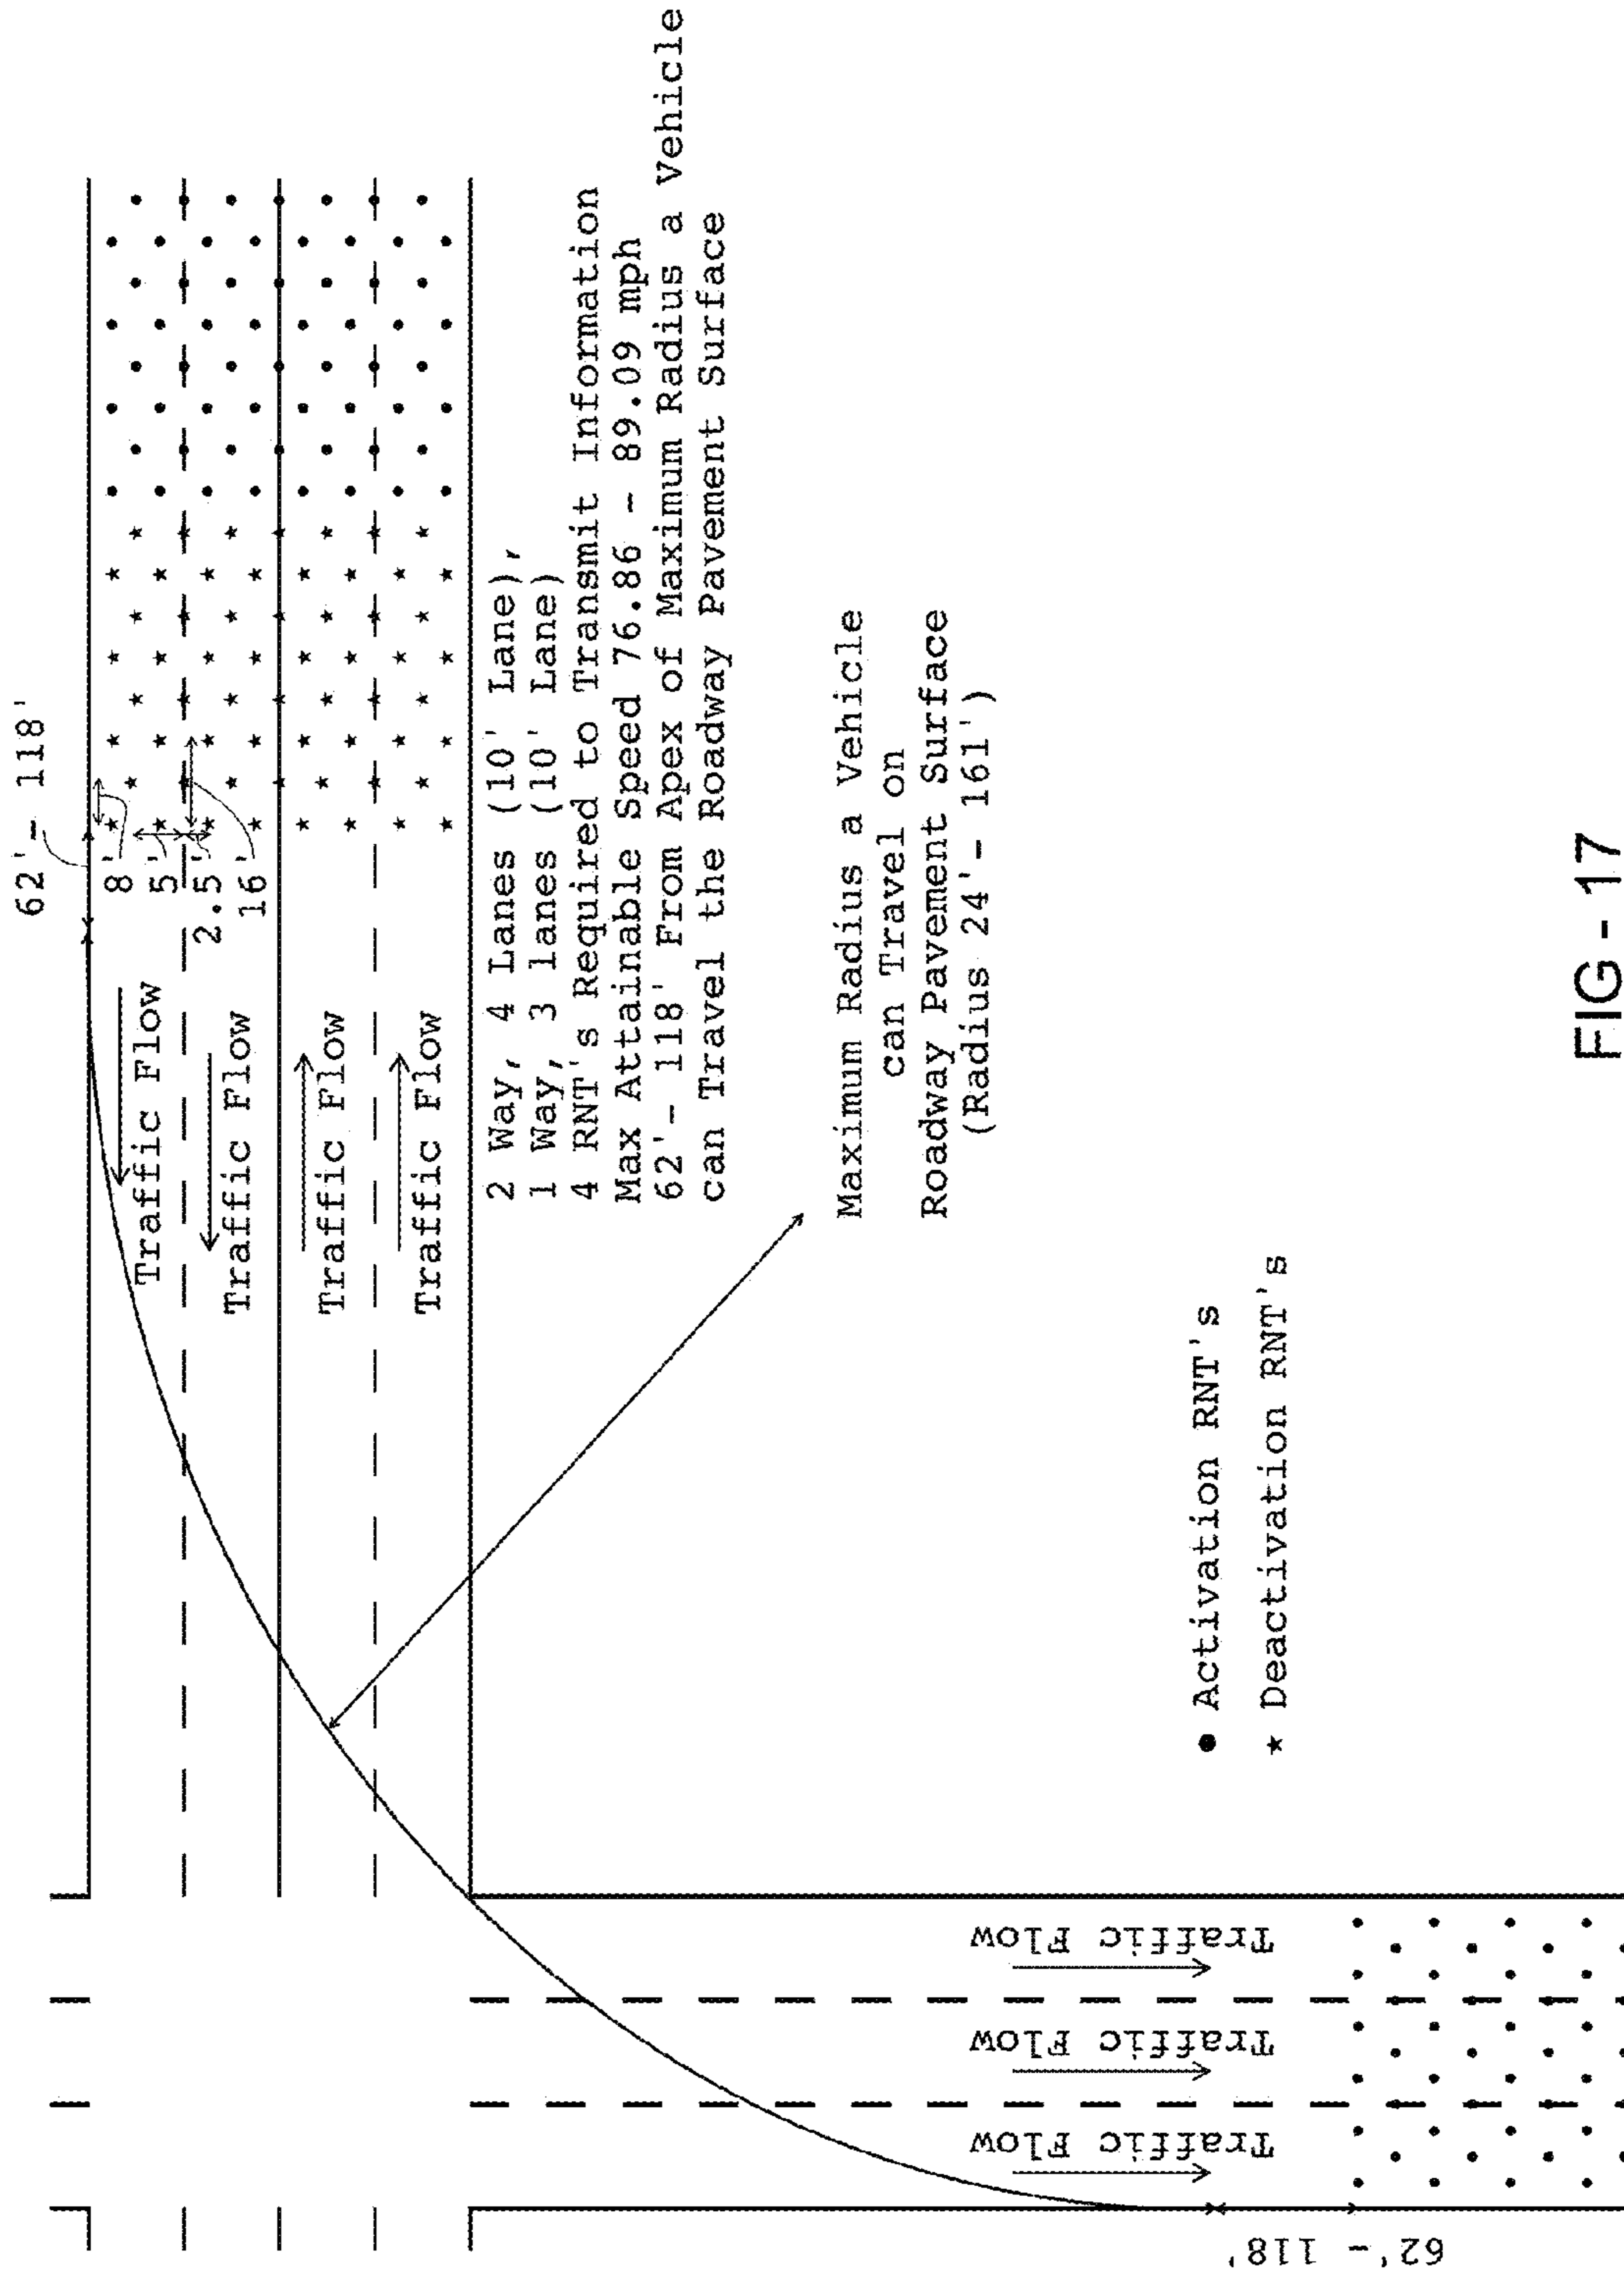 62'- 118'
8'
5'
2.5'
16'
Traffic Flow
Traffic Flow
Traffic Flow
Traffic Flow
2 Way, 4 Lanes (10' Lane),
1 Way, 3 lanes (10' Lane)
4 RNT's Required to Transmit Information
Max Attainable Speed 76.86 - 89.09 mph
62'- 118' From Apex of Maximum Radius a Vehicle
can Travel the Roadway Pavement Surface
Maximum Radius a Vehicle
can Travel on
Roadway Pavement Surface
(Radius 24'- 161')
Traffic Flow
Traffic Flow
Traffic Flow
62'- 118'
● Activation RNT's
★ Deactivation RNT's
FIG - 17